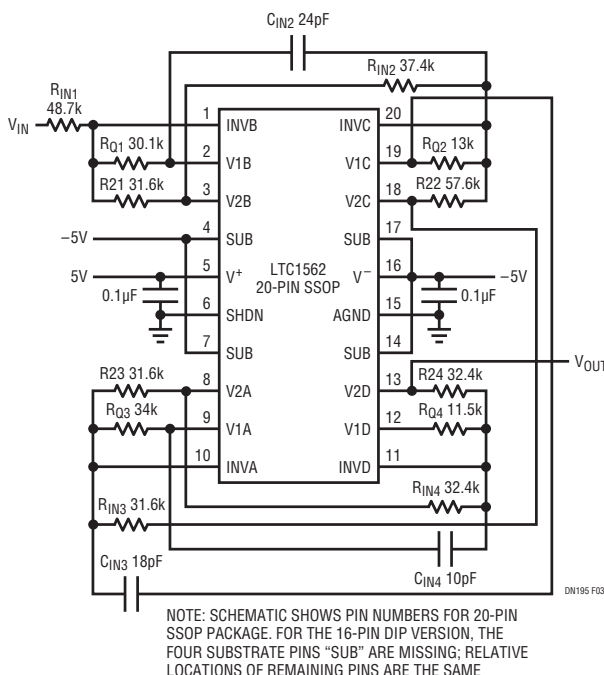 CIN2 24pF
RIN2 37.4k
RIN1
48.7k
VIN
1 INVB INVC 20
RQ1 30.1k 2 V1B V1C 19 RQ2 13k
R21 31.6k 3 V2B V2C 18 R22 57.6k
4 SUB SUB 17
–5V
5V 5 V+ LTC1562 V– 16 –5V
20-PIN SSOP
0.1µF 6 SHDN AGND 15 0.1µF
7 SUB SUB 14
VOUT
R23 31.6k 8 V2A V2D 13 R24 32.4k
RQ3 34k 9 V1A V1D 12 RQ4 11.5k
10 INVA INVD 11
RIN3 31.6k RIN4 32.4k
CIN3 18pF CIN4 10pF
DN195 F03
NOTE: SCHEMATIC SHOWS PIN NUMBERS FOR 20-PIN
SSOP PACKAGE. FOR THE 16-PIN DIP VERSION, THE
FOUR SUBSTRATE PINS “SUB” ARE MISSING; RELATIVE
LOCATIONS OF REMAINING PINS ARE THE SAME